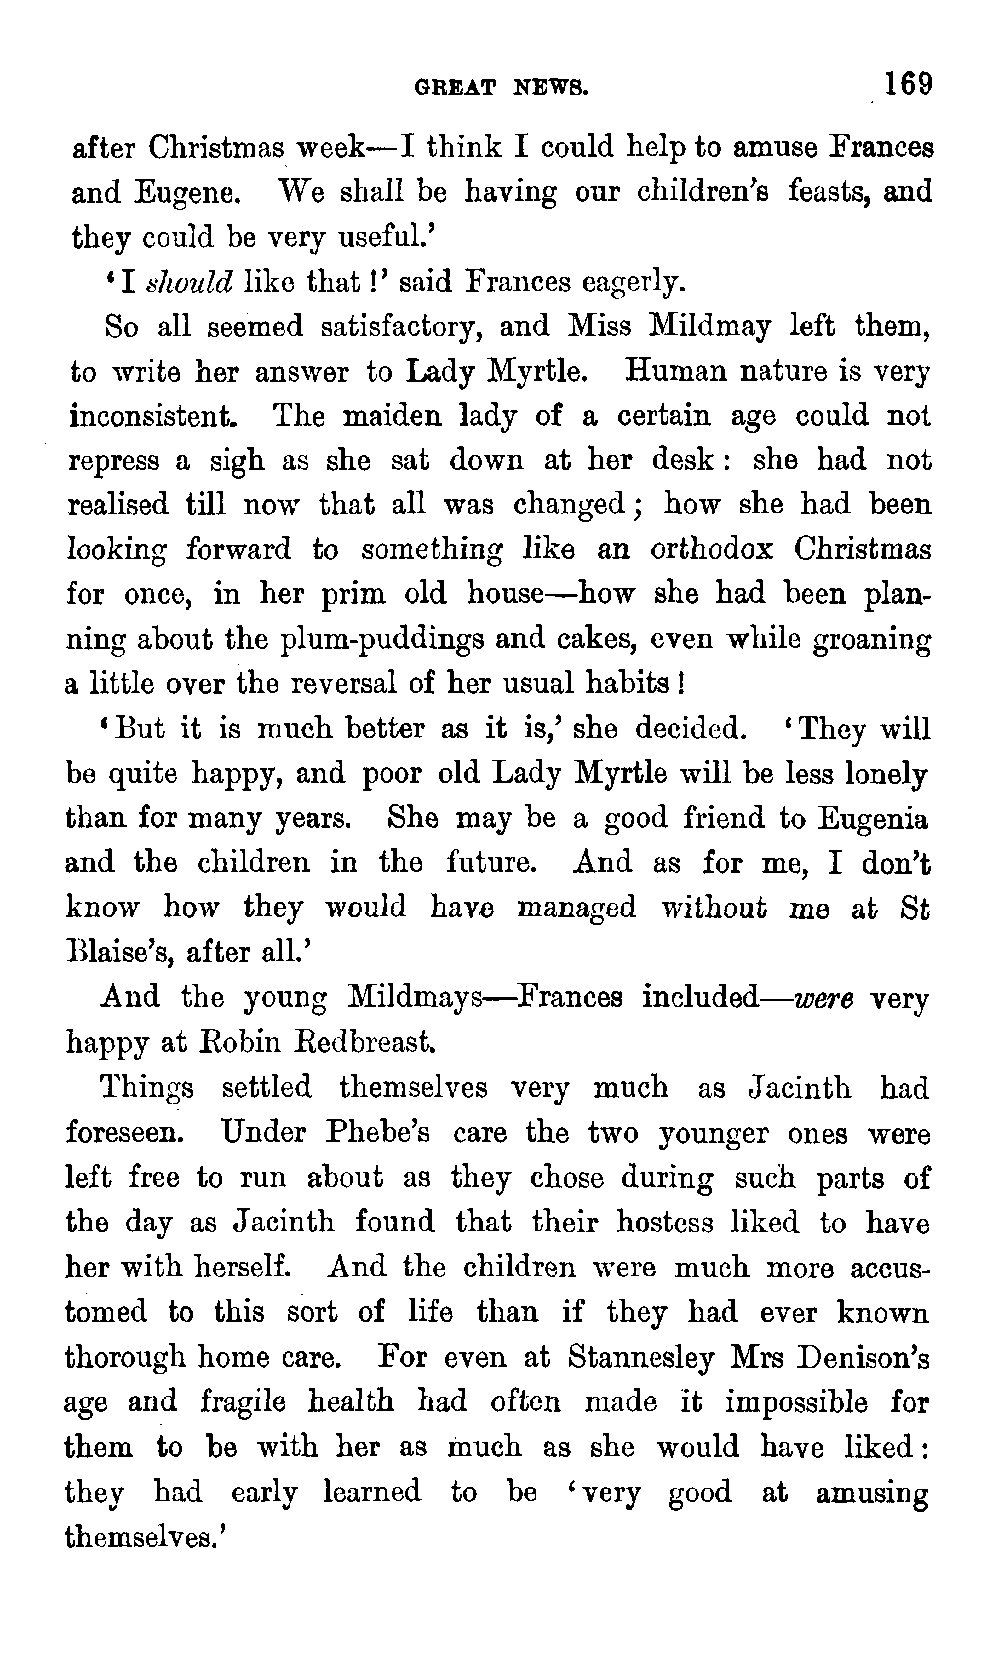 GREAT NEWS. 169
after Christmas week—I think I could help to amuse Frances
and Eugene. We shall be having our children's feasts, and
they could be very useful.'
'I should like that!' said Frances eagerly.
So all seemed satisfactory, and Miss Mildmay left them,
to write her answer to Lady Myrtle. Human nature is very
inconsistent. The maiden lady of a certain age could not
repress a sigh as she sat down at her desk: she had not
realised till now that all was changed; how she had been
looking forward to something like an orthodox Christmas
for once, in her prim old house—how she had been plan-
ning about the plum-puddings and cakes, even while groaning
a little over the reversal of her usual habits!
'But it is much better as it is,' she decided. 'They will
be quite happy, and poor old Lady Myrtle will be less lonely
than for many years. She may be a good friend to Eugenia
and the children in the future. And as for me, I don't
know how they would have managed without me at St
Blaise's, after all.'
And the young Mildmays—Frances included—were very
happy at Robin Redbreast.
Things settled themselves very much as Jacinth had
foreseen. Under Phebe's care the two younger ones were
left free to run about as they chose during such parts of
the day as Jacinth found that their hostess liked to have
her with herself. And the children were much more accus-
tomed to this sort of life than if they had ever known
thorough home care. For even at Stannesley Mrs Denison's
age and fragile health had often made it impossible for
them to be with her as much as she would have liked:
they had early learned to be 'very good at amusing
themselves.'